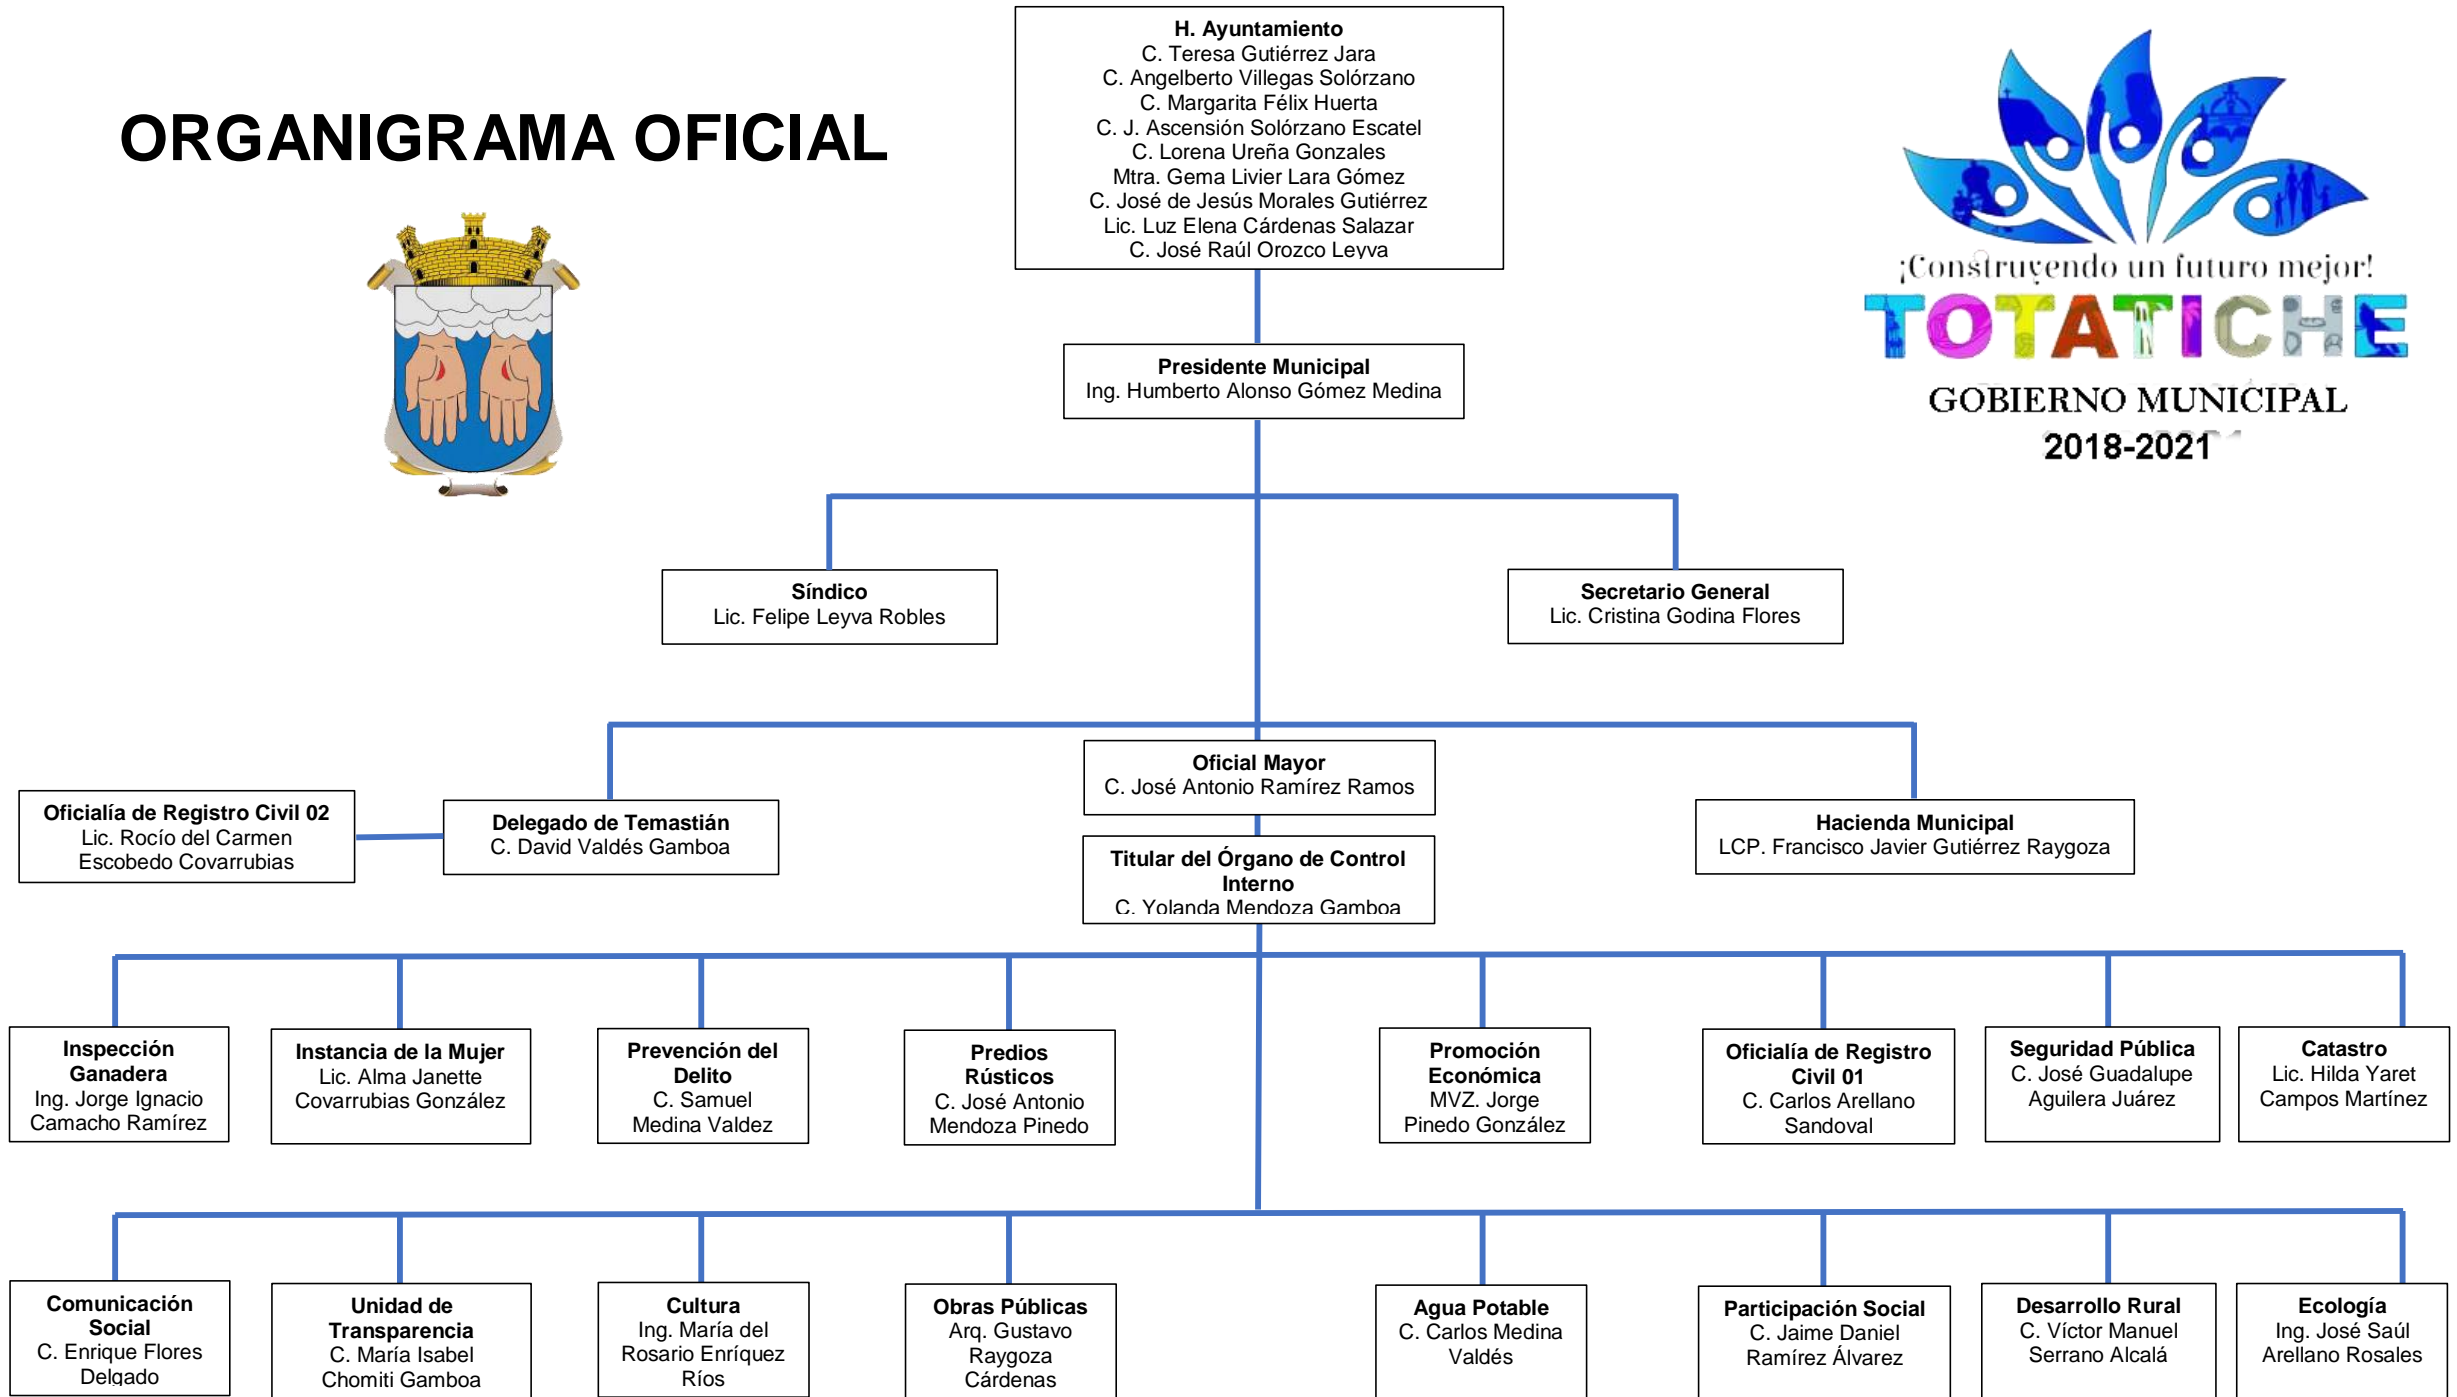 ORGANIGRAMA OFICIAL
H. Ayuntamiento
C. Teresa Gutiérrez Jara
C. Angelberto Villegas Solórzano
C. Margarita Félix Huerta
C. J. Ascensión Solórzano Escatel
C. Lorena Ureña Gonzales
Mtra. Gema Livier Lara Gómez
C. José de Jesús Morales Gutiérrez
Lic. Luz Elena Cárdenas Salazar
C. José Raúl Orozco Leyva
¡Construyendo un futuro mejor!
TOTATICHE
GOBIERNO MUNICIPAL
2018-2021
Presidente Municipal
Ing. Humberto Alonso Gómez Medina
Síndico
Lic. Felipe Leyva Robles
Secretario General
Lic. Cristina Godina Flores
Oficialía de Registro Civil 02
Lic. Rocío del Carmen
Escobedo Covarrubias
Delegado de Temastián
C. David Valdés Gamboa
Oficial Mayor
C. José Antonio Ramírez Ramos
Titular del Órgano de Control
Interno
C. Yolanda Mendoza Gamboa
Hacienda Municipal
LCP. Francisco Javier Gutiérrez Raygoza
Inspección
Ganadera
Ing. Jorge Ignacio
Camacho Ramírez
Instancia de la Mujer
Lic. Alma Janette
Covarrubias González
Prevención del
Delito
C. Samuel
Medina Valdez
Predios
Rústicos
C. José Antonio
Mendoza Pinedo
Promoción
Económica
MVZ. Jorge
Pinedo González
Oficialía de Registro
Civil 01
C. Carlos Arellano
Sandoval
Seguridad Pública
C. José Guadalupe
Aguilera Juárez
Catastro
Lic. Hilda Yaret
Campos Martínez
Comunicación
Social
C. Enrique Flores
Delgado
Unidad de
Transparencia
C. María Isabel
Chomiti Gamboa
Cultura
Ing. María del
Rosario Enríquez
Ríos
Obras Públicas
Arq. Gustavo
Raygoza
Cárdenas
Agua Potable
C. Carlos Medina
Valdés
Participación Social
C. Jaime Daniel
Ramírez Álvarez
Desarrollo Rural
C. Víctor Manuel
Serrano Alcalá
Ecología
Ing. José Saúl
Arellano Rosales